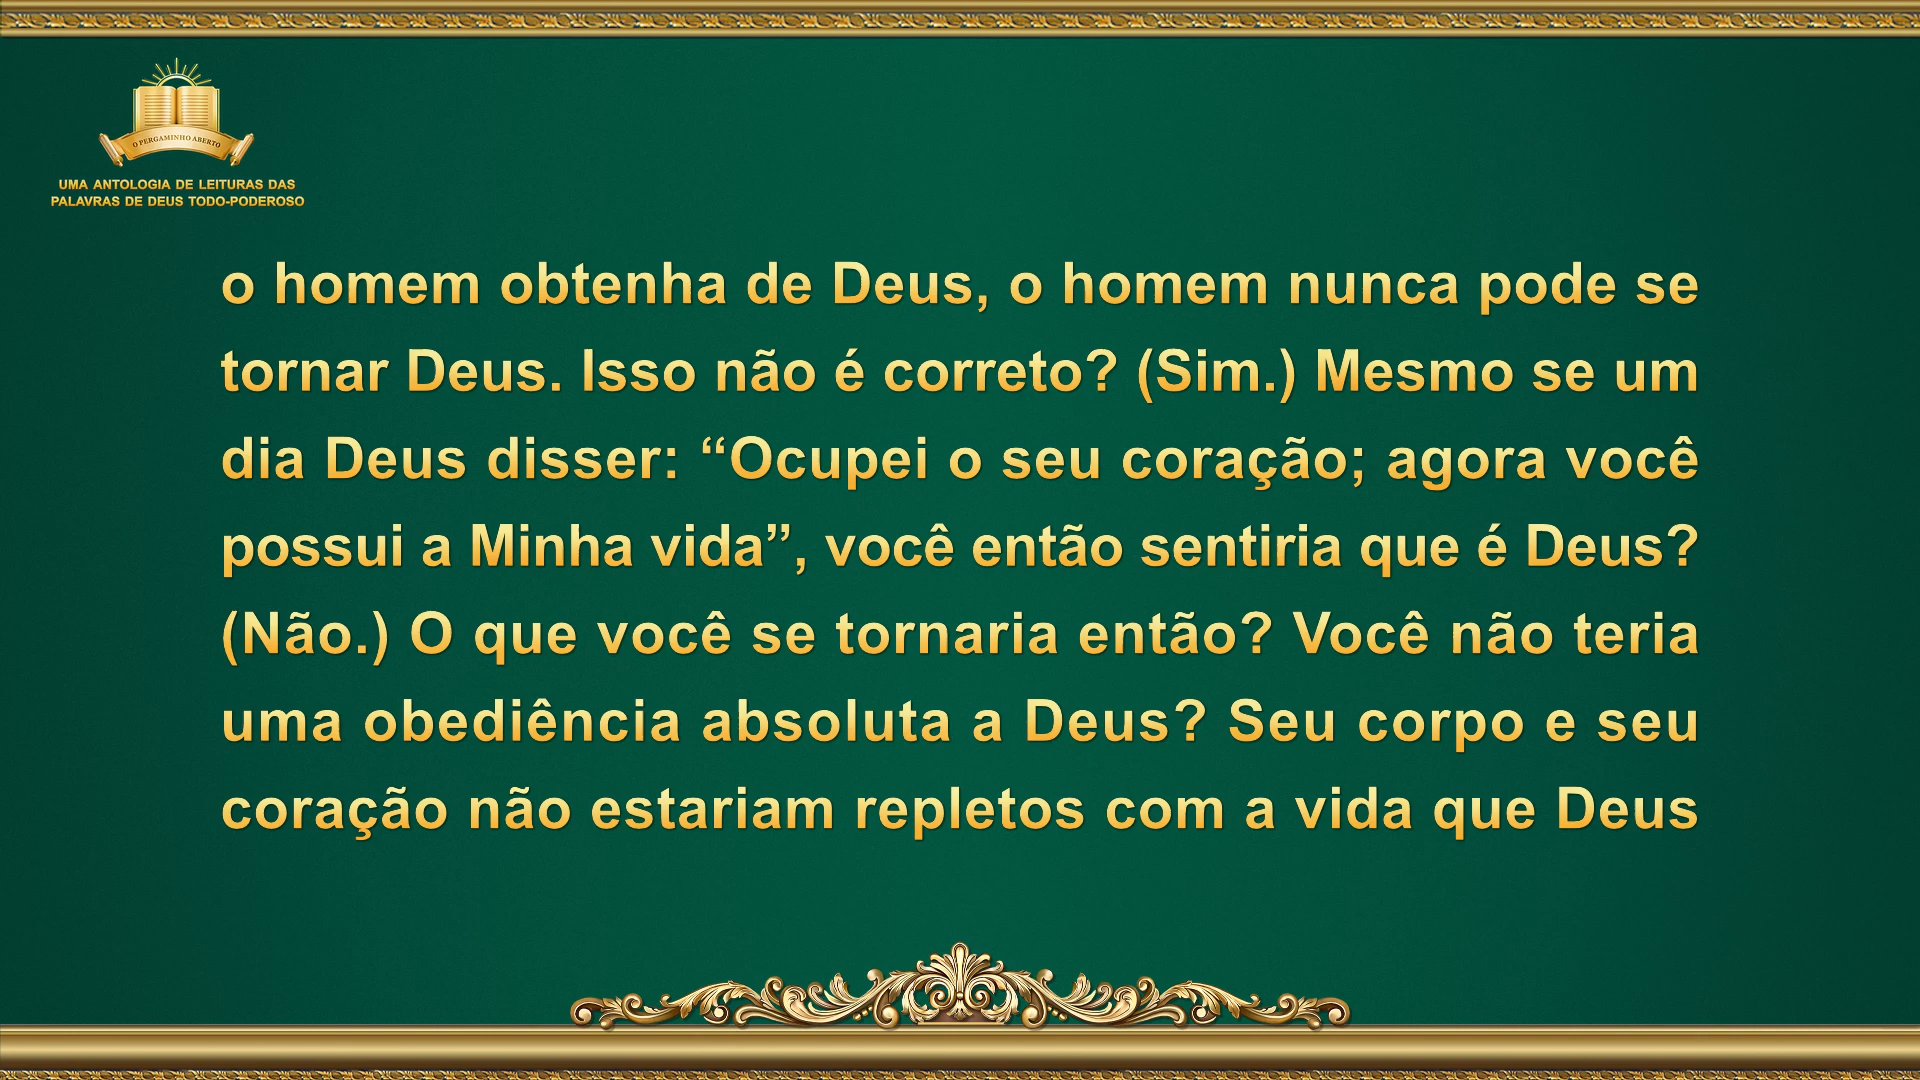 O PERGAMINHO ABERTO
UMA ANTOLOGIA DE LEITURAS DAS
PALAVRAS DE DEUS TODO-PODEROSO
o homem obtenha de Deus, o homem nunca pode se
tornar Deus. Isso não é correto? (Sim.) Mesmo se um
dia Deus disser: “Ocupei o seu coração; agora você
possui a Minha vida”, você então sentiria que é Deus?
(Não.) O que você se tornaria então? Você não teria
uma obediência absoluta a Deus? Seu corpo e seu
coração não estariam repletos com a vida que Deus